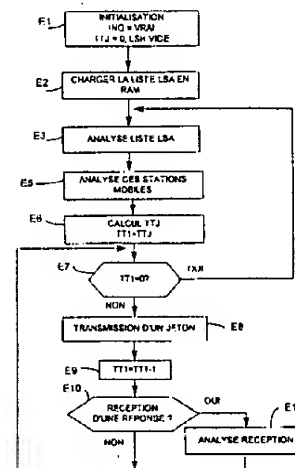 E1
INITIALISATION
INO = VRAI
TTJ = 0, LSH VIDE
E2
CHARGER LA LISTE LSA EN
RAM
E3
ANALYSE LISTE LSA
E5
ANALYSE DES STATIONS
MOBILES
E6
CALCUL TTJ
TT1=TTJ
E7
TT1=0?
OUI
NON
TRANSMISSION D'UN JETON
E8
E9
TT1=TT1-1
E10
RECEPTION
D'UNE REPONSE ?
OUI
E1
NON
ANALYSE RECEPTION